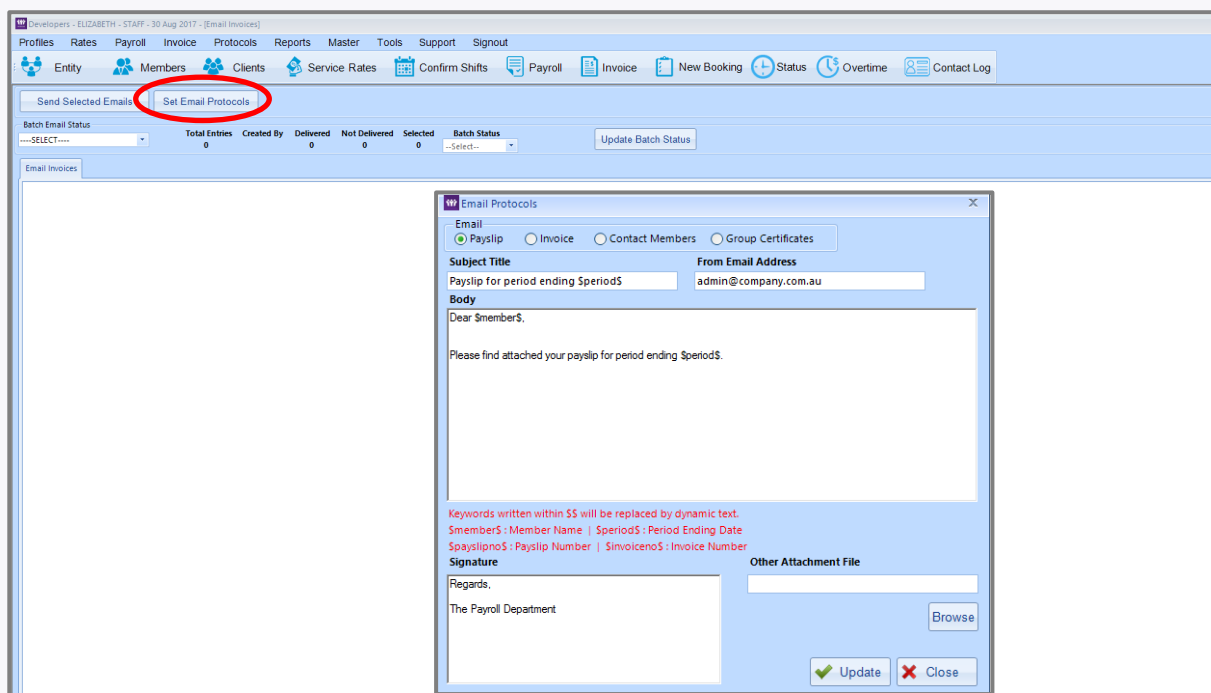 Developers - ELIZABETH - STAFF - 30 Aug 2017 - [Email Invoices]
Profiles Rates Payroll Invoice Protocols Reports Master Tools Support Signout
Entity Members Clients Service Rates Confirm Shifts Payroll Invoice New Booking Status Overtime Contact Log
Send Selected Emails Set Email Protocols
Batch Email Status
Total Entries Created By Delivered Not Delivered Selected Batch Status
----SELECT---- 0 0 0 0 --Select-- Update Batch Status
Email Invoices
Email Protocols X
Email
Payslip Invoice Contact Members Group Certificates
Subject Title From Email Address
Payslip for period ending $period$ admin@company.com.au
Body
Dear $member$,
Please find attached your payslip for period ending $period$.
Keywords written within $$ will be replaced by dynamic text.
$member$ : Member Name | $period$ : Period Ending Date
$payslipno$ : Payslip Number | $invoiceno$ : Invoice Number
Signature Other Attachment File
Regards,
The Payroll Department
Browse
Update Close